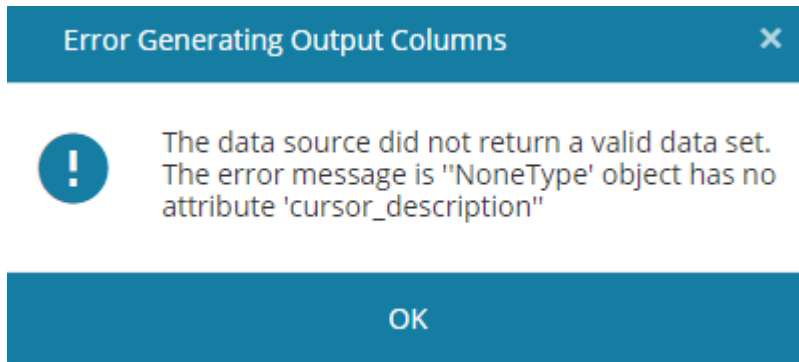 Error Generating Output Columns ×
The data source did not return a valid data set.
The error message is ''NoneType' object has no
attribute 'cursor_description''
OK